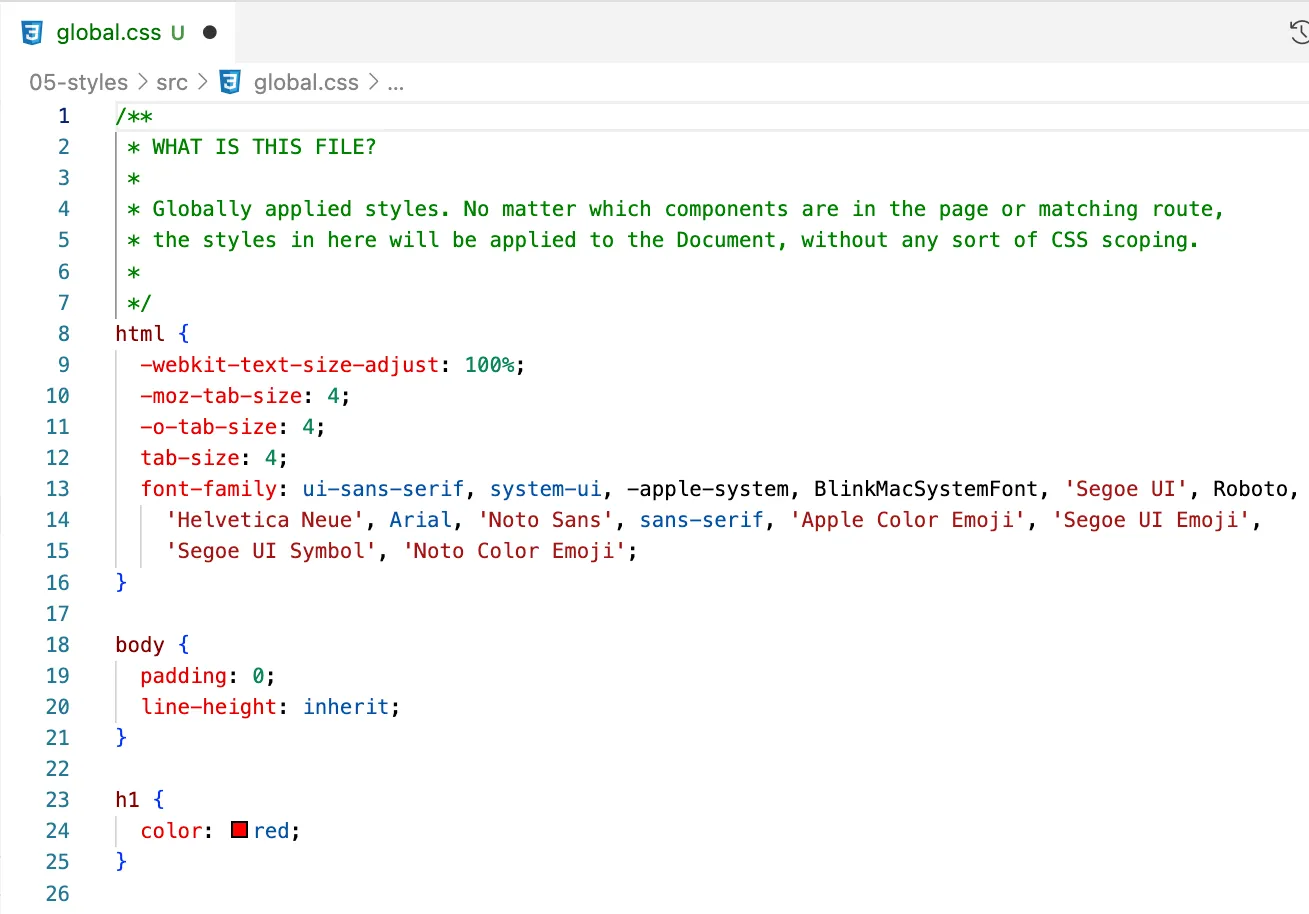 global.css U
05-styles > src > global.css > ...
1 /**
2  * WHAT IS THIS FILE?
3  *
4  * Globally applied styles. No matter which components are in the page or matching route,
5  * the styles in here will be applied to the Document, without any sort of CSS scoping.
6  *
7  */
8 html {
9   -webkit-text-size-adjust: 100%;
10   -moz-tab-size: 4;
11   -o-tab-size: 4;
12   tab-size: 4;
13   font-family: ui-sans-serif, system-ui, -apple-system, BlinkMacSystemFont, 'Segoe UI', Roboto,
14     'Helvetica Neue', Arial, 'Noto Sans', sans-serif, 'Apple Color Emoji', 'Segoe UI Emoji',
15     'Segoe UI Symbol', 'Noto Color Emoji';
16 }
17
18 body {
19   padding: 0;
20   line-height: inherit;
21 }
22
23 h1 {
24   color: red;
25 }
26